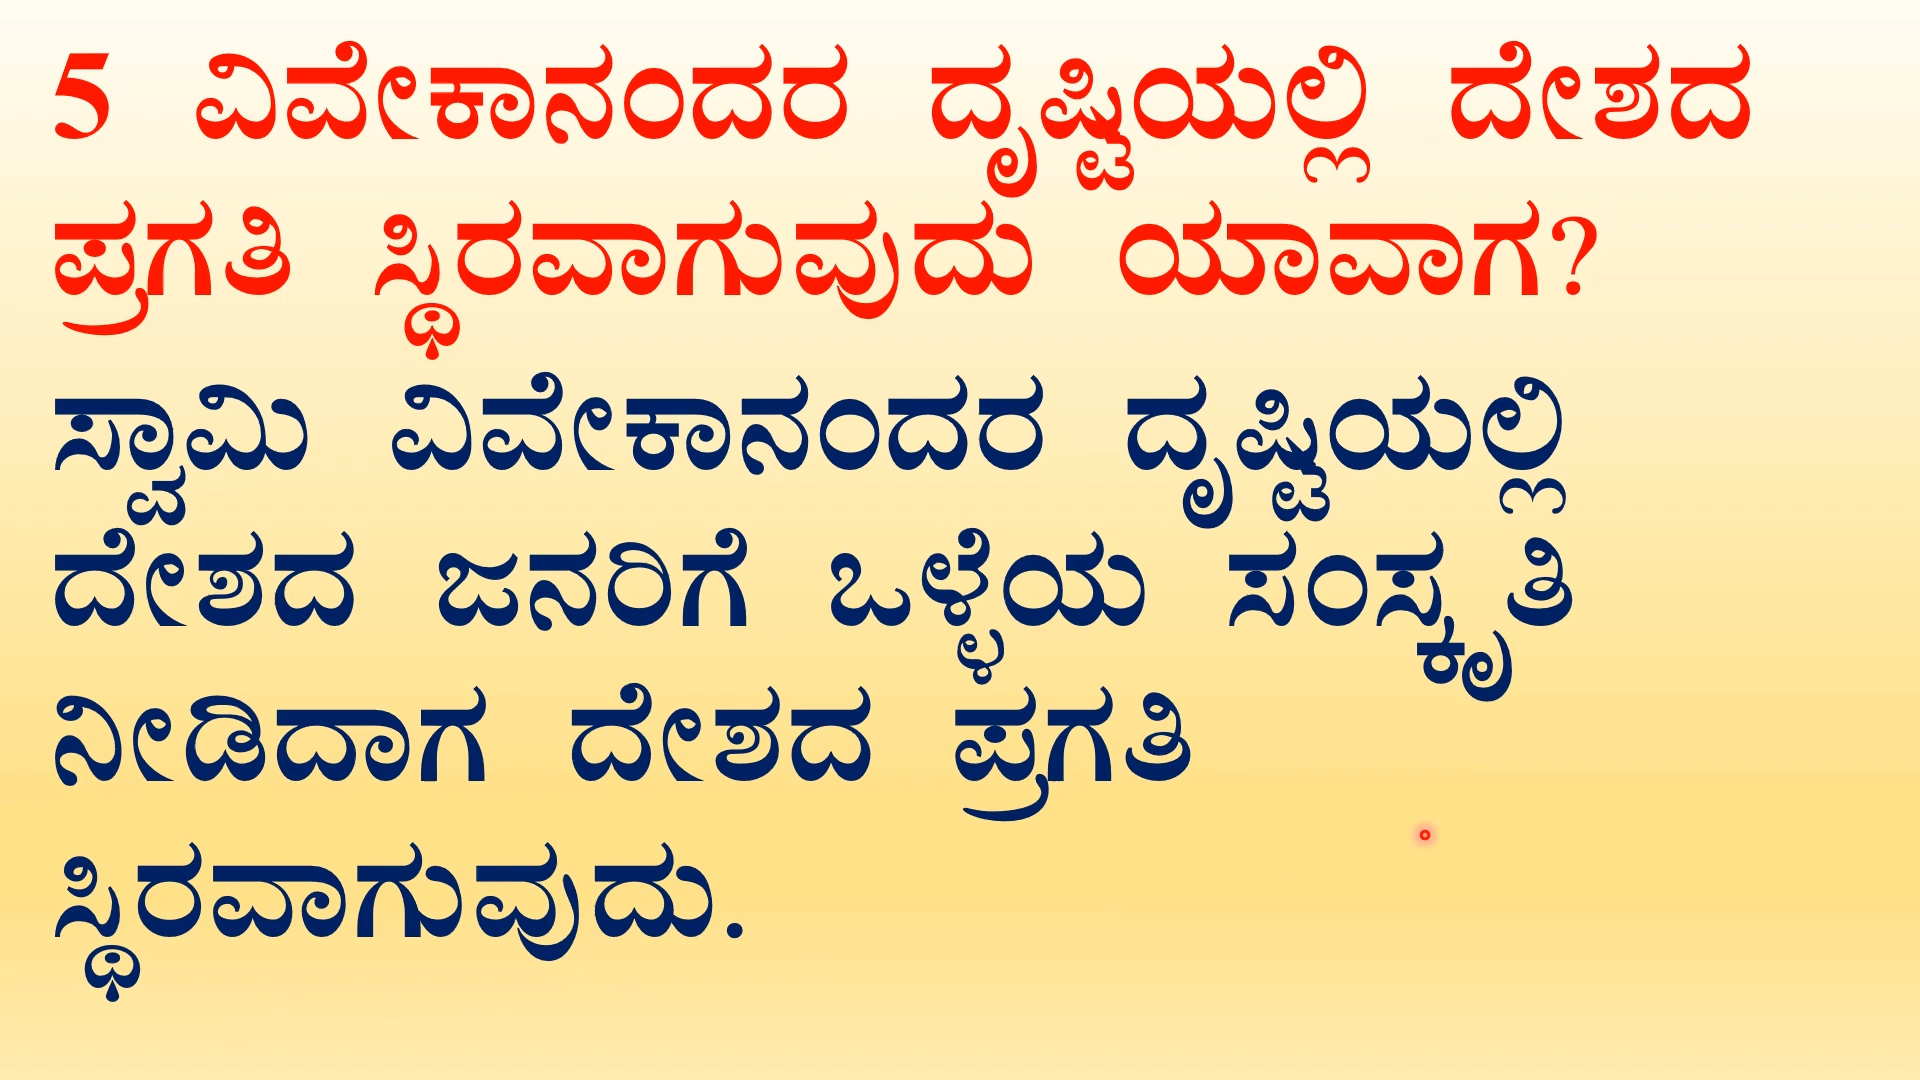 5 ವಿವೇಕಾನಂದರ ದೃಷ್ಟಿಯಲ್ಲಿ ದೇಶದ
ಪ್ರಗತಿ ಸ್ಥಿರವಾಗುವುದು ಯಾವಾಗ?
ಸ್ವಾಮಿ ವಿವೇಕಾನಂದರ ದೃಷ್ಟಿಯಲ್ಲಿ
ದೇಶದ ಜನರಿಗೆ ಒಳ್ಳೆಯ ಸಂಸ್ಕೃತಿ
ನೀಡಿದಾಗ ದೇಶದ ಪ್ರಗತಿ
ಸ್ಥಿರವಾಗುವುದು.